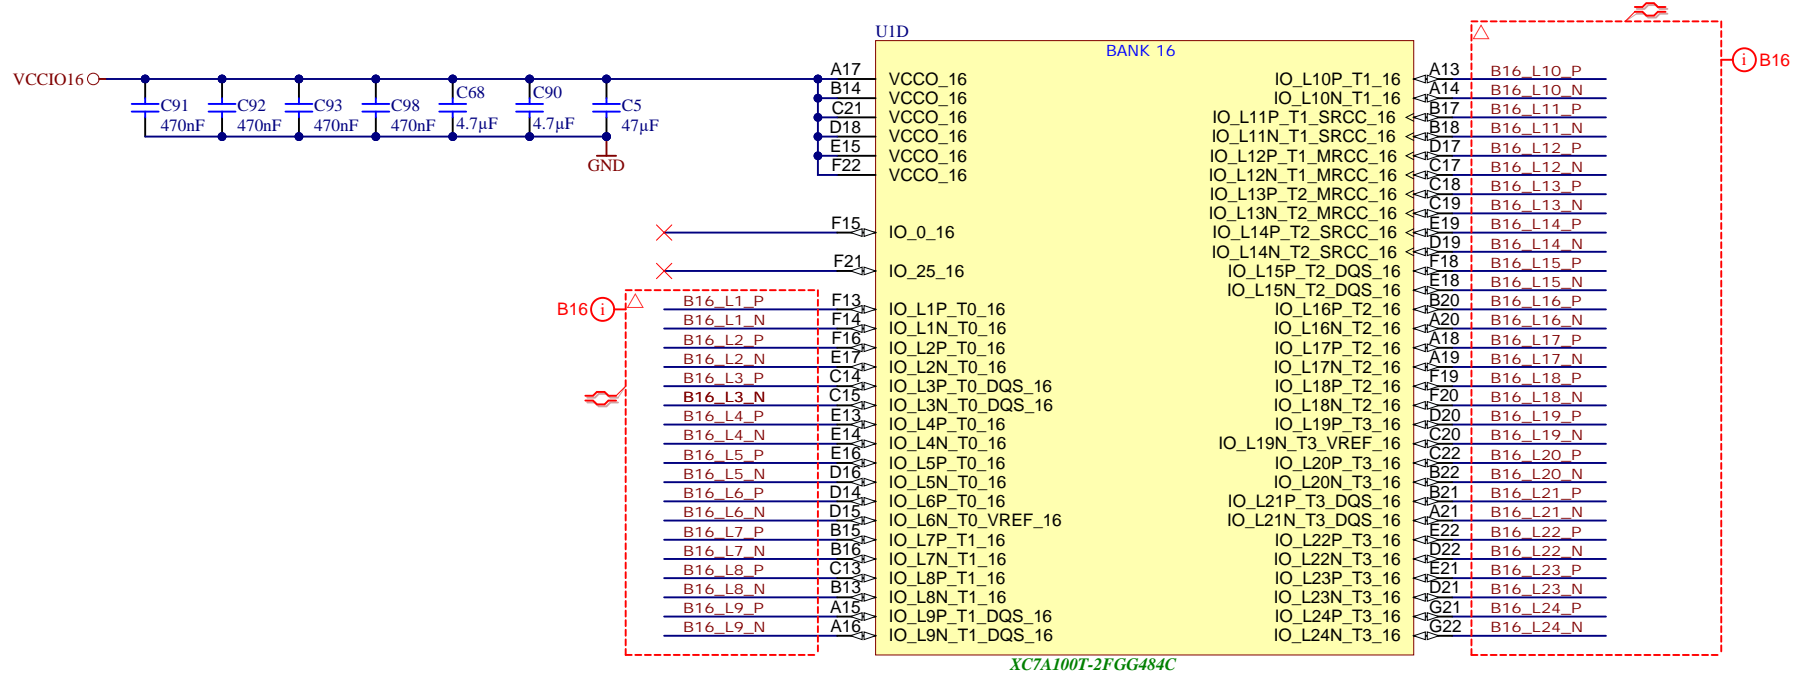 U1D
BANK 16
VCCIO16
C91
470nF
C92
470nF
C93
470nF
C98
470nF
C68
4.7µF
C90
4.7µF
C5
47µF
GND
A17 VCCO_16
B14 VCCO_16
C21 VCCO_16
D18 VCCO_16
E15 VCCO_16
F22 VCCO_16
F15 IO_0_16
F21 IO_25_16
B16 i
B16_L1_P F13 IO_L1P_T0_16
B16_L1_N F14 IO_L1N_T0_16
B16_L2_P F16 IO_L2P_T0_16
B16_L2_N E17 IO_L2N_T0_16
B16_L3_P C14 IO_L3P_T0_DQS_16
B16_L3_N C15 IO_L3N_T0_DQS_16
B16_L4_P E13 IO_L4P_T0_16
B16_L4_N E14 IO_L4N_T0_16
B16_L5_P E16 IO_L5P_T0_16
B16_L5_N D16 IO_L5N_T0_16
B16_L6_P D14 IO_L6P_T0_16
B16_L6_N D15 IO_L6N_T0_VREF_16
B16_L7_P B15 IO_L7P_T1_16
B16_L7_N B16 IO_L7N_T1_16
B16_L8_P C13 IO_L8P_T1_16
B16_L8_N B13 IO_L8N_T1_16
B16_L9_P A15 IO_L9P_T1_DQS_16
B16_L9_N A16 IO_L9N_T1_DQS_16
IO_L10P_T1_16 A13 B16_L10_P
IO_L10N_T1_16 A14 B16_L10_N
IO_L11P_T1_SRCC_16 B17 B16_L11_P
IO_L11N_T1_SRCC_16 B18 B16_L11_N
IO_L12P_T1_MRCC_16 D17 B16_L12_P
IO_L12N_T1_MRCC_16 C17 B16_L12_N
IO_L13P_T2_MRCC_16 C18 B16_L13_P
IO_L13N_T2_MRCC_16 C19 B16_L13_N
IO_L14P_T2_SRCC_16 E19 B16_L14_P
IO_L14N_T2_SRCC_16 D19 B16_L14_N
IO_L15P_T2_DQS_16 F18 B16_L15_P
IO_L15N_T2_DQS_16 E18 B16_L15_N
IO_L16P_T2_16 B20 B16_L16_P
IO_L16N_T2_16 A20 B16_L16_N
IO_L17P_T2_16 A18 B16_L17_P
IO_L17N_T2_16 A19 B16_L17_N
IO_L18P_T2_16 F19 B16_L18_P
IO_L18N_T2_16 F20 B16_L18_N
IO_L19P_T3_16 D20 B16_L19_P
IO_L19N_T3_VREF_16 C20 B16_L19_N
IO_L20P_T3_16 C22 B16_L20_P
IO_L20N_T3_16 B22 B16_L20_N
IO_L21P_T3_DQS_16 B21 B16_L21_P
IO_L21N_T3_DQS_16 A21 B16_L21_N
IO_L22P_T3_16 E22 B16_L22_P
IO_L22N_T3_16 D22 B16_L22_N
IO_L23P_T3_16 E21 B16_L23_P
IO_L23N_T3_16 D21 B16_L23_N
IO_L24P_T3_16 G21 B16_L24_P
IO_L24N_T3_16 G22 B16_L24_N
i B16
XC7A100T-2FGG484C